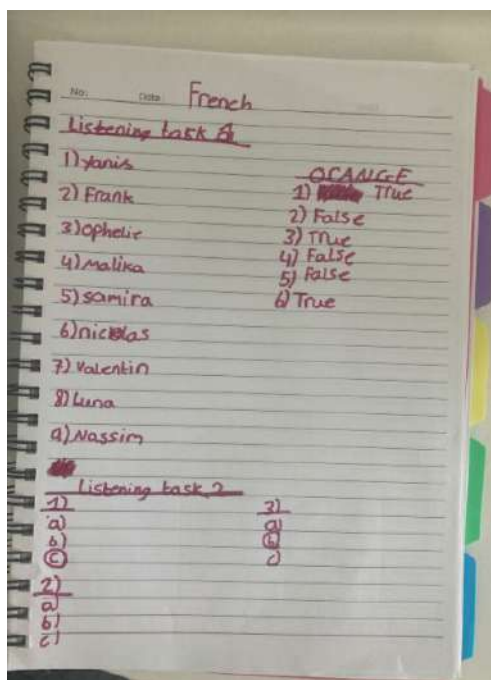 No: Date: French
Listening task 1
1) Yanis
2) Frank
3) Ophelie
4) Malika
5) Samira
6) nicolas
7) Valentin
8) Luna
a) Nassim
OCANGE
1) True
2) False
3) True
4) False
5) False
6) True
Listening task 2
1)
a)
b)
c)
2)
a)
b)
c)
3)
a)
b)
c)